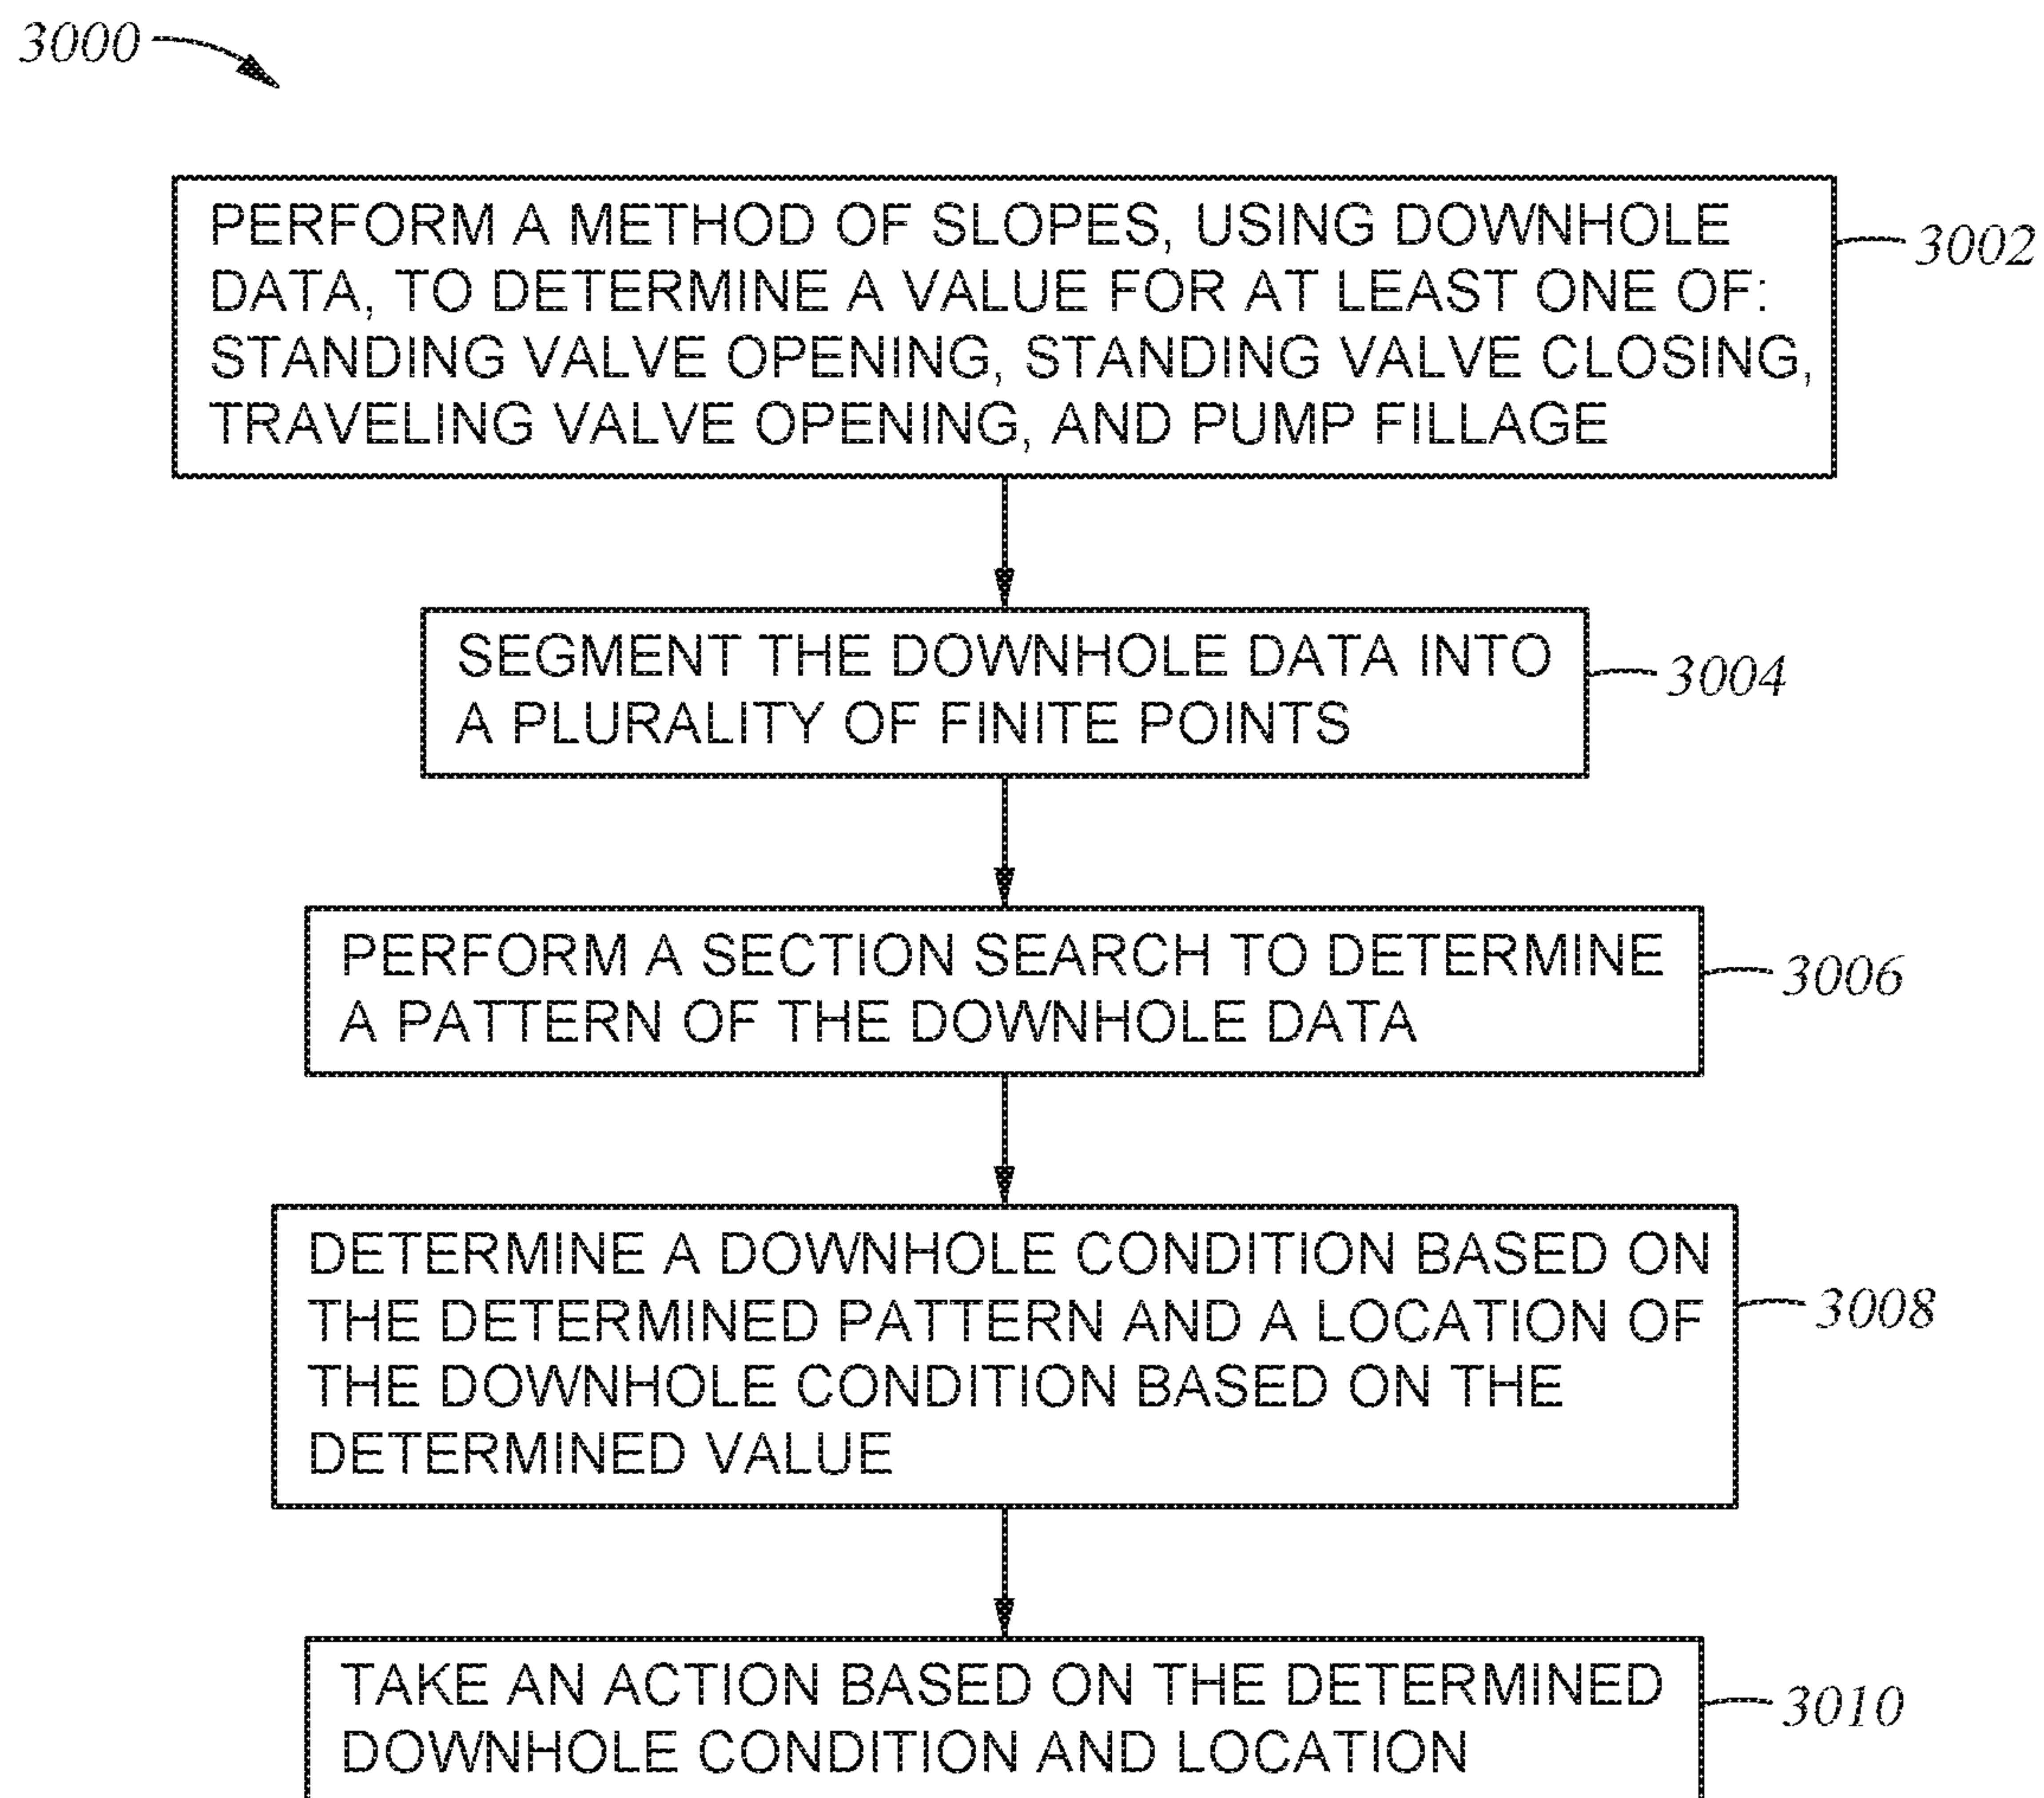 3000
PERFORM A METHOD OF SLOPES, USING DOWNHOLE
DATA, TO DETERMINE A VALUE FOR AT LEAST ONE OF:
STANDING VALVE OPENING, STANDING VALVE CLOSING,
TRAVELING VALVE OPENING, AND PUMP FILLAGE
3002
SEGMENT THE DOWNHOLE DATA INTO
A PLURALITY OF FINITE POINTS
3004
PERFORM A SECTION SEARCH TO DETERMINE
A PATTERN OF THE DOWNHOLE DATA
3006
DETERMINE A DOWNHOLE CONDITION BASED ON
THE DETERMINED PATTERN AND A LOCATION OF
THE DOWNHOLE CONDITION BASED ON THE
DETERMINED VALUE
3008
TAKE AN ACTION BASED ON THE DETERMINED
DOWNHOLE CONDITION AND LOCATION
3010